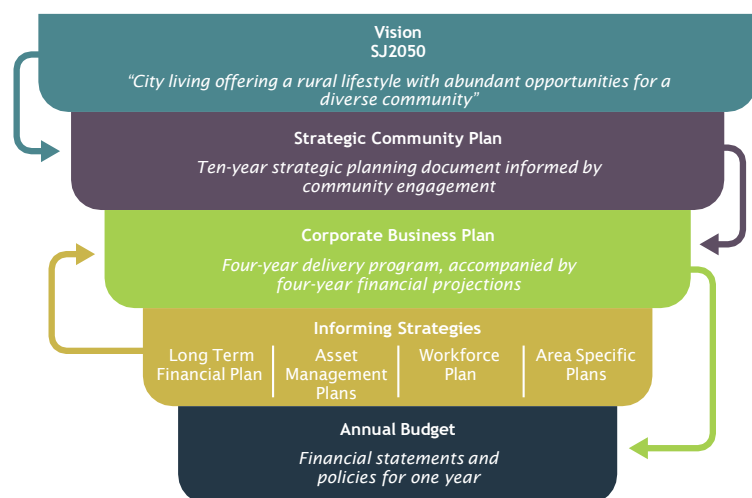 Vision
SJ2050
“City living offering a rural lifestyle with abundant opportunities for a
diverse community”
Strategic Community Plan
Ten-year strategic planning document informed by
community engagement
Corporate Business Plan
Four-year delivery program, accompanied by
four-year financial projections
Informing Strategies
Long Term
Financial Plan
Asset
Management
Plans
Workforce
Plan
Area Specific
Plans
Annual Budget
Financial statements and
policies for one year